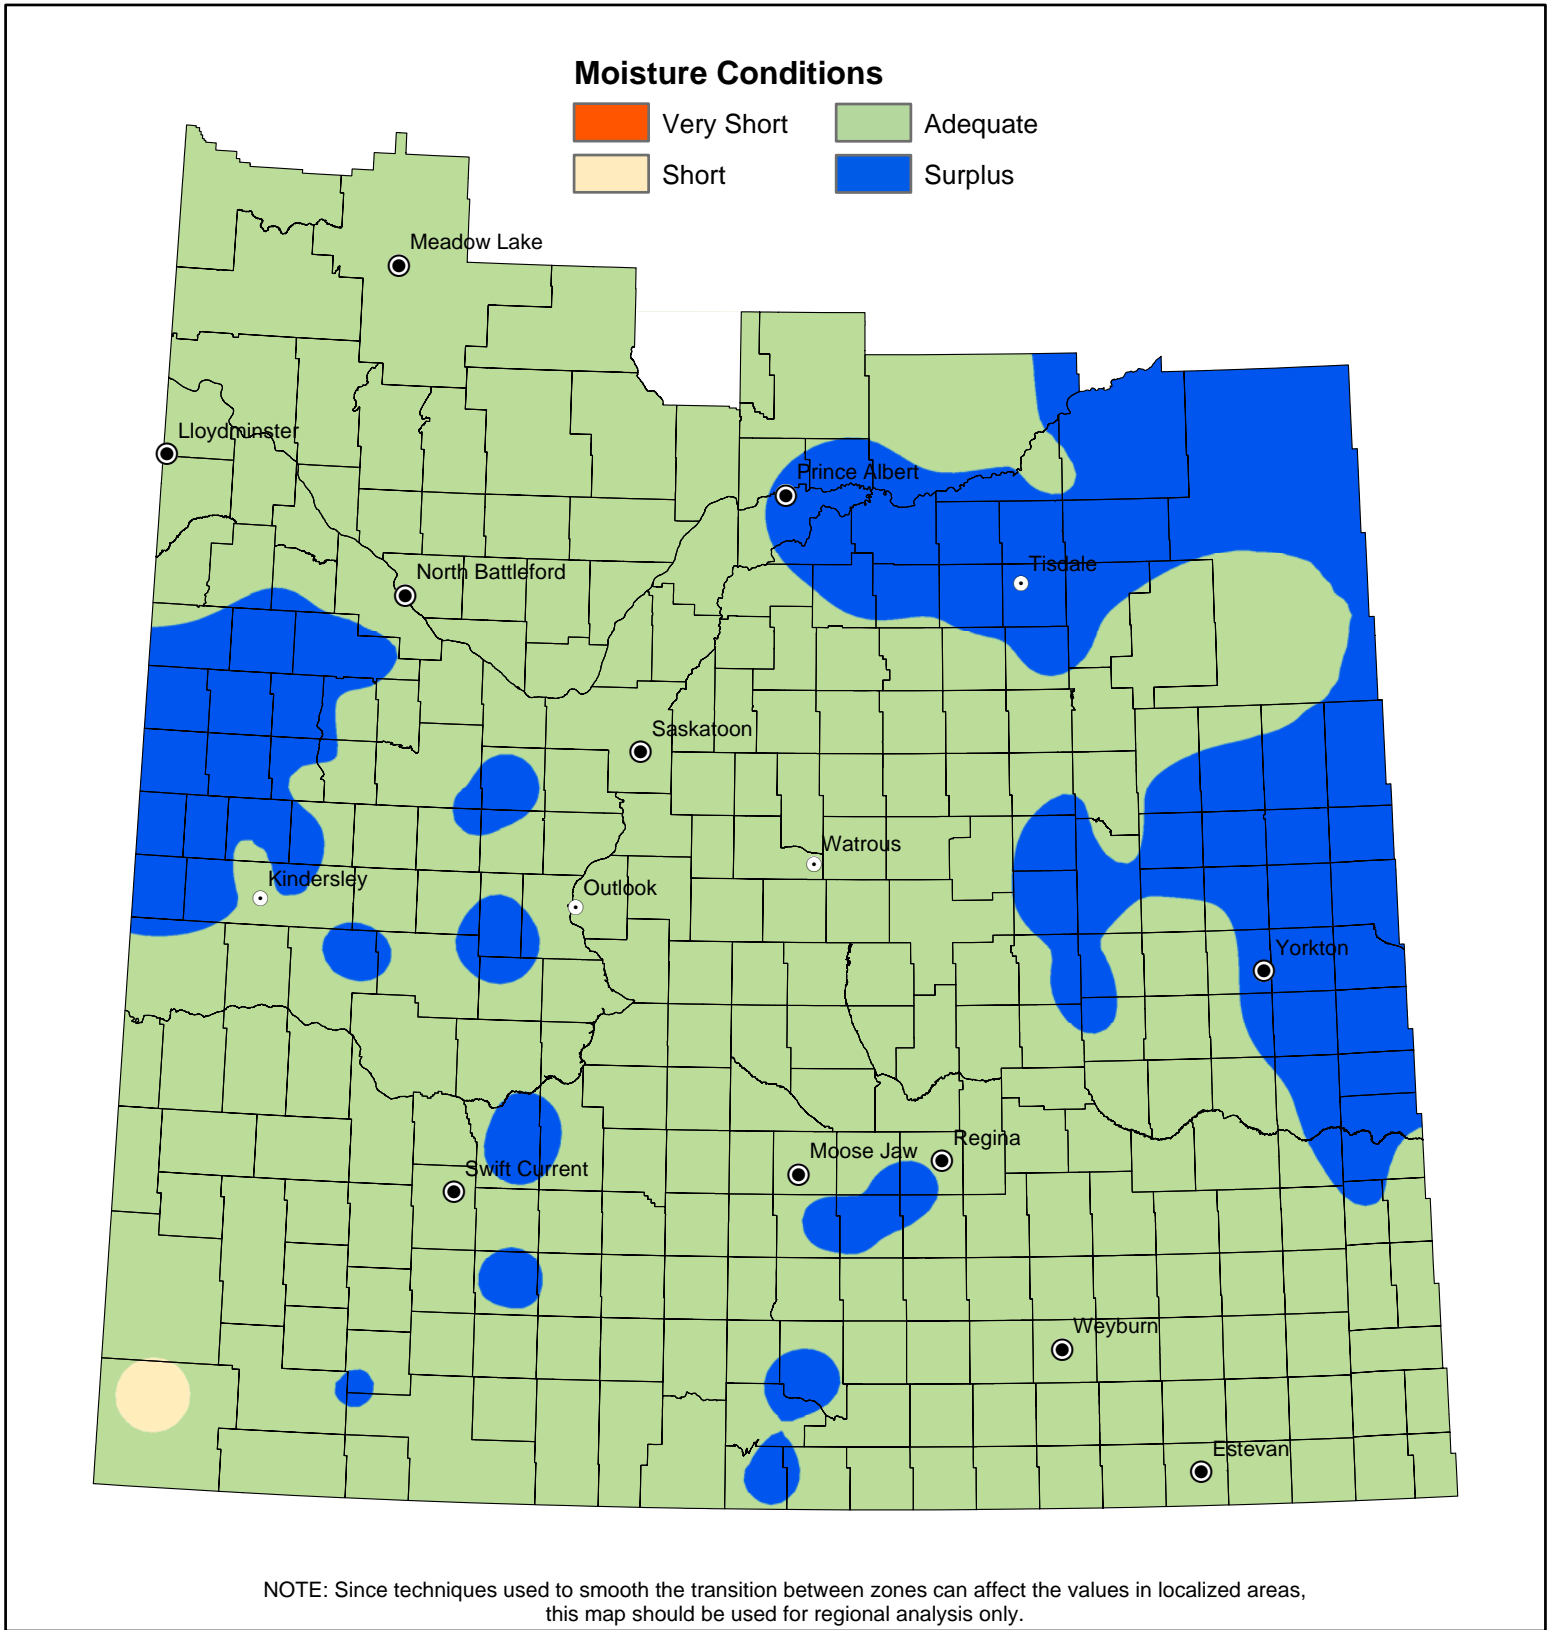 Moisture Conditions
Very Short
Adequate
Short
Surplus
Meadow Lake
Lloydminster
Prince Albert
Tisdale
North Battleford
Saskatoon
Watrous
Kindersley
Outlook
Yorkton
Regina
Moose Jaw
Swift Current
Weyburn
Estevan
NOTE: Since techniques used to smooth the transition between zones can affect the values in localized areas,
this map should be used for regional analysis only.